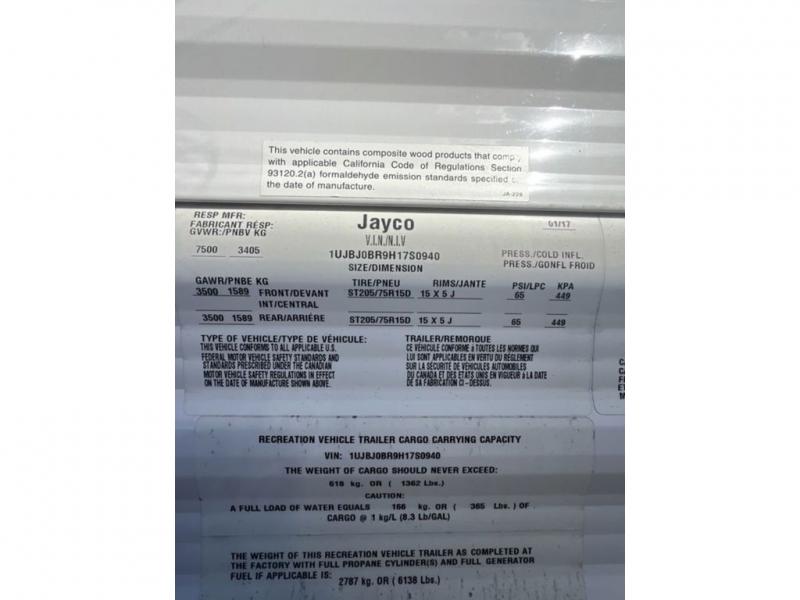 This vehicle contains composite wood products that comply
with applicable California Code of Regulations Section
93120.2(a) formaldehyde emission standards specified
the date of manufacture.
JA-225
RESP MFR:
FABRICANT RÉSP:
GVWR:/PNBV KG
7500 3405
Jayco
V.I.N./N.I.V
1UJBJ0BR9H17S0940
SIZE/DIMENSION
01/17
PRESS./COLD INFL.
PRESS./GONFL FROID
GAWR/PNBE KG TIRE/PNEU RIMS/JANTE PSI/LPC KPA
3500 1589 FRONT/DEVANT ST205/75R15D 15 X 5 J 65 449
INT/CENTRAL
3500 1589 REAR/ARRIÉRE ST205/75R15D 15 X 5 J 65 449
TYPE OF VEHICLE/TYPE DE VÉHICULE: TRAILER/REMORQUE
THIS VEHICLE CONFORMS TO ALL APPLICABLE U.S.
FEDERAL MOTOR VEHICLE SAFETY STANDARDS AND
STANDARDS PRESCRIBED UNDER THE CANADIAN
MOTOR VEHICLE SAFETY REGULATIONS IN EFFECT
ON THE DATE OF MANUFACTURE SHOWN ABOVE.
CE VÉHICULE CONFORME à TOUTES LES NORMES QUI
LUI SONT APPLICABLES EN VERTU DU RÈGLEMENT
SUR LA SÉCURITÉ DE VÉHICULES AUTOMOBILES
DU CANADA ET DES ETATS UNIS EN VIGUEUR à LA DATE
DE SA FABRICATION CI - DESSUS.
RECREATION VEHICLE TRAILER CARGO CARRYING CAPACITY
VIN: 1UJBJ0BR9H17S0940
THE WEIGHT OF CARGO SHOULD NEVER EXCEED:
618 kg. OR ( 1362 Lbs.)
CAUTION:
A FULL LOAD OF WATER EQUALS 166 kg. OR ( 365 Lbs. ) OF
CARGO @ 1 kg/L (8.3 Lb/GAL)
THE WEIGHT OF THIS RECREATION VEHICLE TRAILER AS COMPLETED AT
THE FACTORY WITH FULL PROPANE CYLINDER(S) AND FULL GENERATOR
FUEL IF APPLICABLE IS: 2787 kg. OR ( 6138 Lbs.)